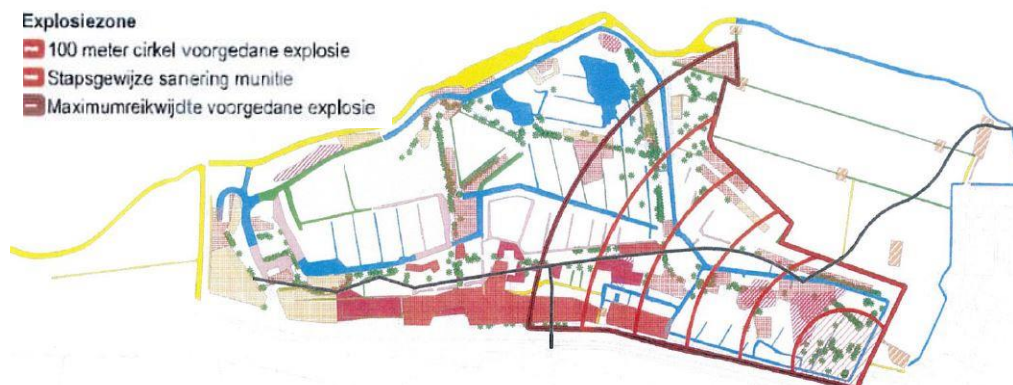 Explosiezone
100 meter cirkel voorgedane explosie
Stapsgewijze sanering munitie
Maximumreikwijdte voorgedane explosie